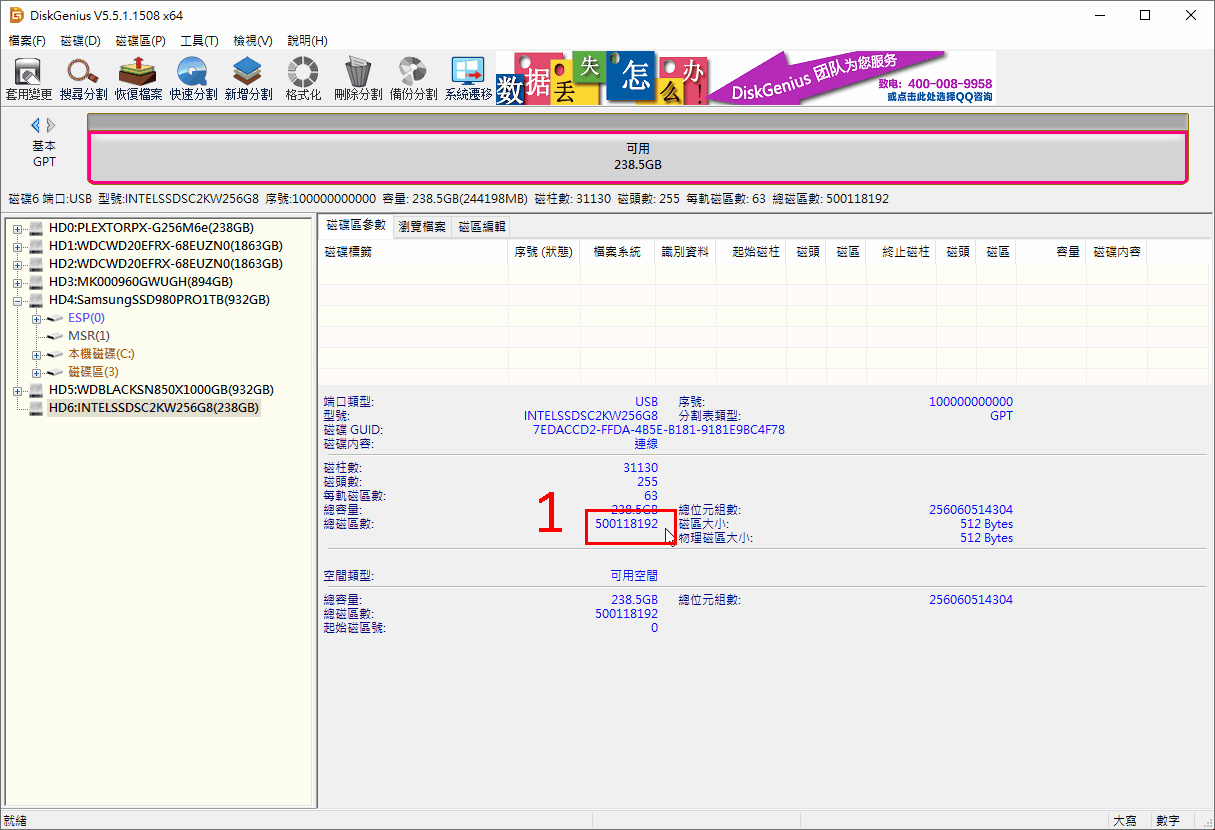 DiskGenius V5.5.1.1508 x64
檔案(F) 磁碟(D) 磁碟區(P) 工具(T) 檢視(V) 說明(H)
套用變更 搜尋分割 恢復檔案 快速分割 新增分割 格式化 刪除分割 備份分割 系統遷移
数据丢失怎么办!
DiskGenius 团队为您服务
致电: 400-008-9958
或点击此处选择QQ咨询
基本
GPT
可用
238.5GB
磁碟6 端口:USB 型號:INTELSSDSC2KW256G8 序號:100000000000 容量: 238.5GB(244198MB) 磁柱數: 31130 磁頭數: 255 每軌磁區數: 63 總磁區數: 500118192
HD0:PLEXTORPX-G256M6e(238GB)
HD1:WDCWD20EFRX-68EUZN0(1863GB)
HD2:WDCWD20EFRX-68EUZN0(1863GB)
HD3:MK000960GWUGH(894GB)
HD4:SamsungSSD980PRO1TB(932GB)
ESP(0)
MSR(1)
本機磁碟(C:)
磁碟區(3)
HD5:WDBLACKSN850X1000GB(932GB)
HD6:INTELSSDSC2KW256G8(238GB)
磁碟區參數 瀏覽檔案 磁區編輯
磁碟標籤 序號 (狀態) 檔案系統 識別資料 起始磁柱 磁頭 磁區 終止磁柱 磁頭 磁區 容量 磁碟內容
端口類型: USB 序號: 100000000000
型號: INTELSSDSC2KW256G8 分割表類型: GPT
磁碟 GUID: 7EDACCD2-FFDA-4B5E-B181-9181E9BC4F78
磁碟內容: 連線
磁柱數: 31130
磁頭數: 255
每軌磁區數: 63
總容量: 238.5GB 總位元組數: 256060514304
總磁區數: 500118192 磁區大小: 512 Bytes
物理磁區大小: 512 Bytes
1
空間類型: 可用空間
總容量: 238.5GB 總位元組數: 256060514304
總磁區數: 500118192
起始磁區號: 0
就緒 大寫 數字